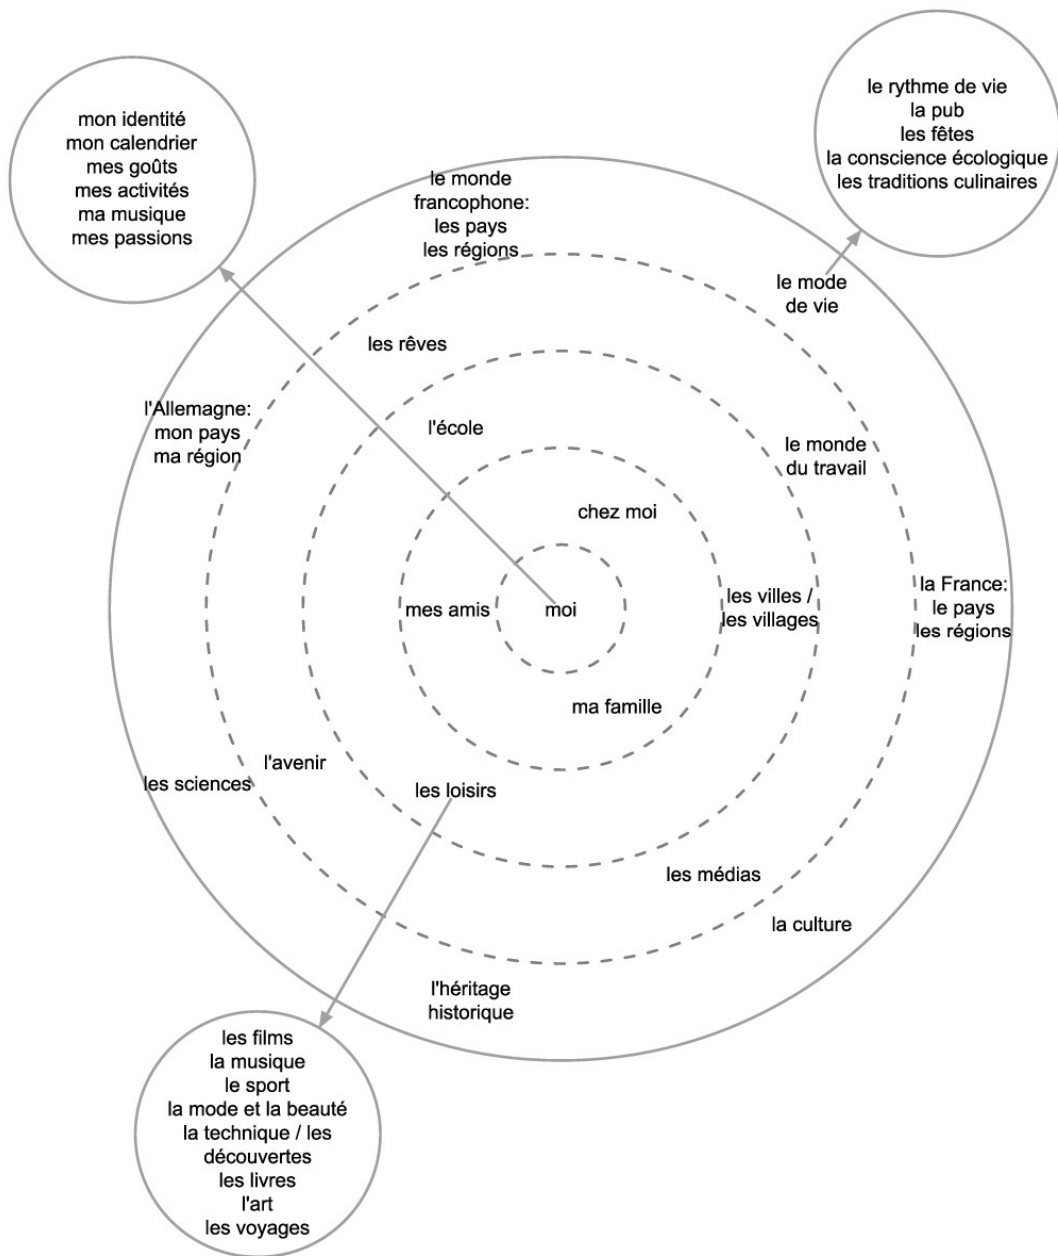 mon identité
mon calendrier
mes goûts
mes activités
ma musique
mes passions
le rythme de vie
la pub
les fêtes
la conscience écologique
les traditions culinaires
le monde
francophone:
les pays
les régions
le mode
de vie
les rêves
l'Allemagne:
mon pays
ma région
l'école
le monde
du travail
chez moi
mes amis
moi
les villes /
les villages
la France:
le pays
les régions
ma famille
l'avenir
les sciences
les loisirs
les médias
la culture
l'héritage
historique
les films
la musique
le sport
la mode et la beauté
la technique / les
découvertes
les livres
l'art
les voyages